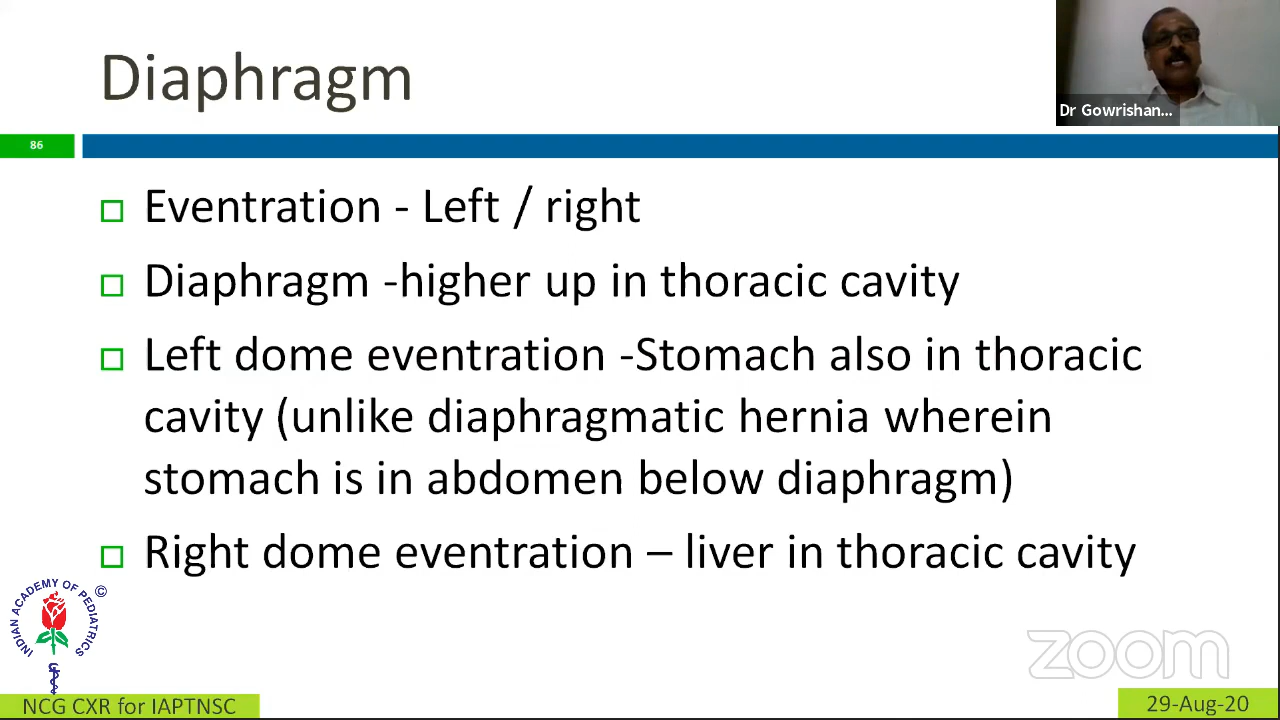 Diaphragm
Dr Gowrishan...
86
Eventration - Left / right
Diaphragm -higher up in thoracic cavity
Left dome eventration -Stomach also in thoracic
cavity (unlike diaphragmatic hernia wherein
stomach is in abdomen below diaphragm)
Right dome eventration – liver in thoracic cavity
INDIAN ACADEMY OF PEDIATRICS
©
zoom
NCG CXR for IAPTNSC
29-Aug-20